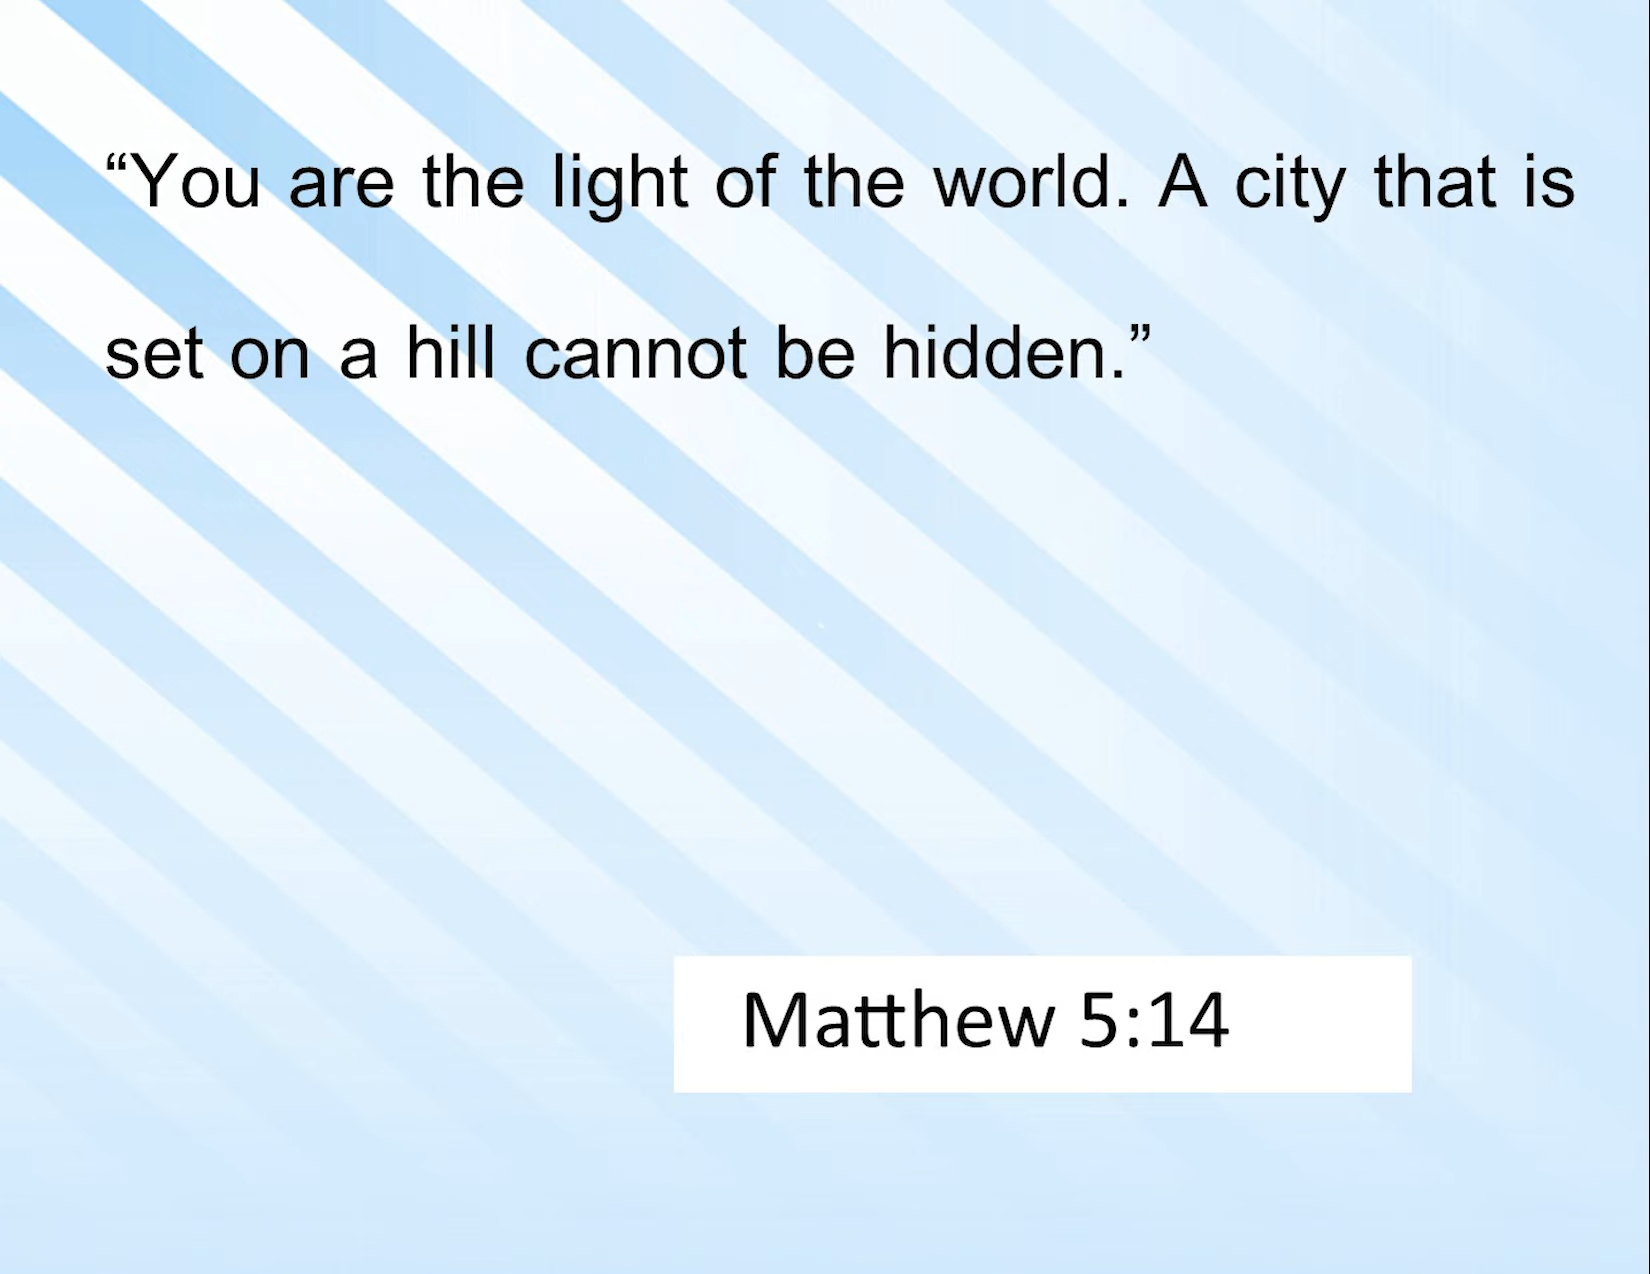 “You are the light of the world. A city that is
set on a hill cannot be hidden.”
Matthew 5:14